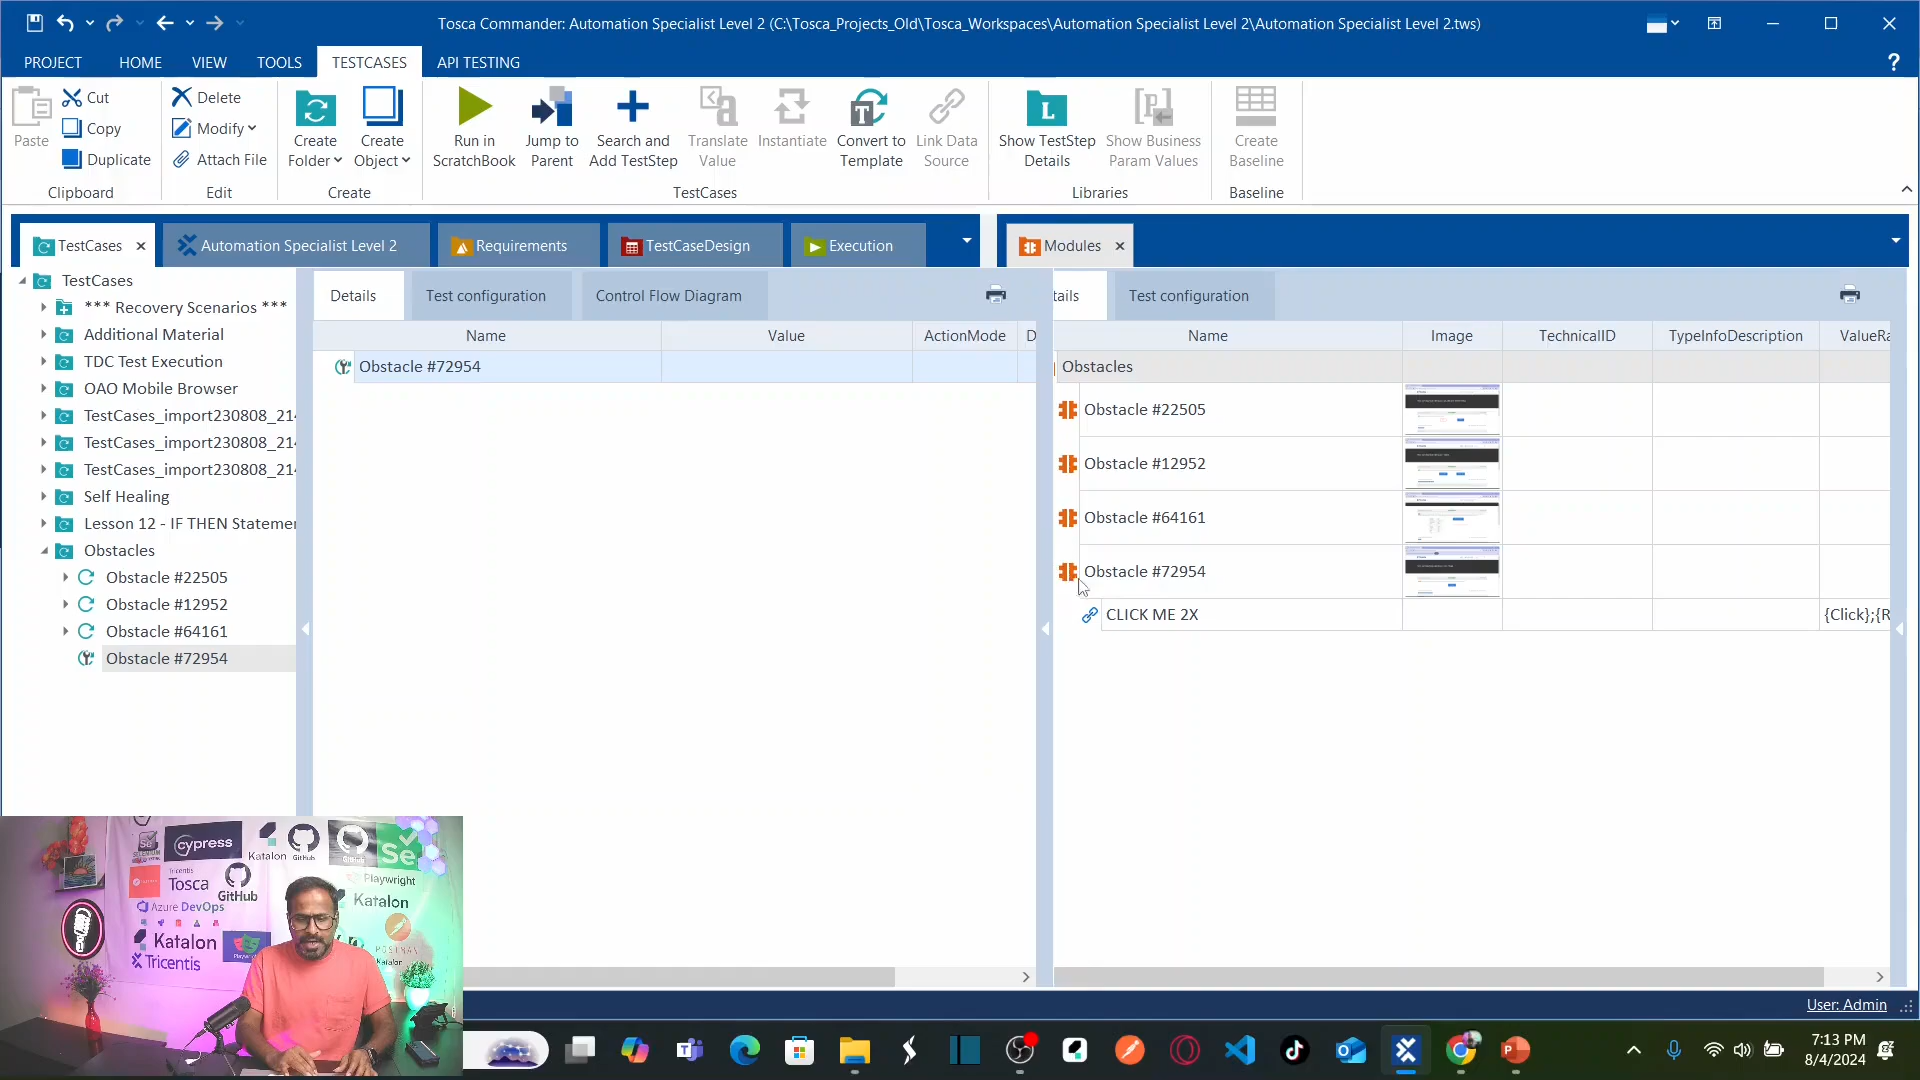 Tosca Commander: Automation Specialist Level 2 (C:\Tosca_Projects_Old\Tosca_Workspaces\Automation Specialist Level 2\Automation Specialist Level 2.tws)
PROJECT HOME VIEW TOOLS TESTCASES API TESTING ?
Paste Cut Copy Duplicate
Clipboard
Delete Modify Attach File
Edit
Create Folder Create Object
Create
Run in ScratchBook Jump to Parent Search and Add TestStep Translate Value Instantiate Convert to Template Link Data Source
TestCases
Show TestStep Details Show Business Param Values
Libraries
Create Baseline
Baseline
TestCases Automation Specialist Level 2 Requirements TestCaseDesign Execution Modules
TestCases
*** Recovery Scenarios ***
Additional Material
TDC Test Execution
OAO Mobile Browser
TestCases_import230808_21
TestCases_import230808_21
TestCases_import230808_21
Self Healing
Lesson 12 - IF THEN Stateme
Obstacles
Obstacle #22505
Obstacle #12952
Obstacle #64161
Obstacle #72954
Details Test configuration Control Flow Diagram
Name Value ActionMode D
Obstacle #72954
tails Test configuration
Name Image TechnicalID TypeInfoDescription ValueRa
Obstacles
Obstacle #22505
Obstacle #12952
Obstacle #64161
Obstacle #72954
CLICK ME 2X {Click};{R
cypress
Katalon
GitHub
Se
Playwright
Tricentis
Tosca
GitHub
Katalon
Azure DevOps
Katalon
Tricentis
POSTMAN
Katalon
User: Admin
7:13 PM
8/4/2024